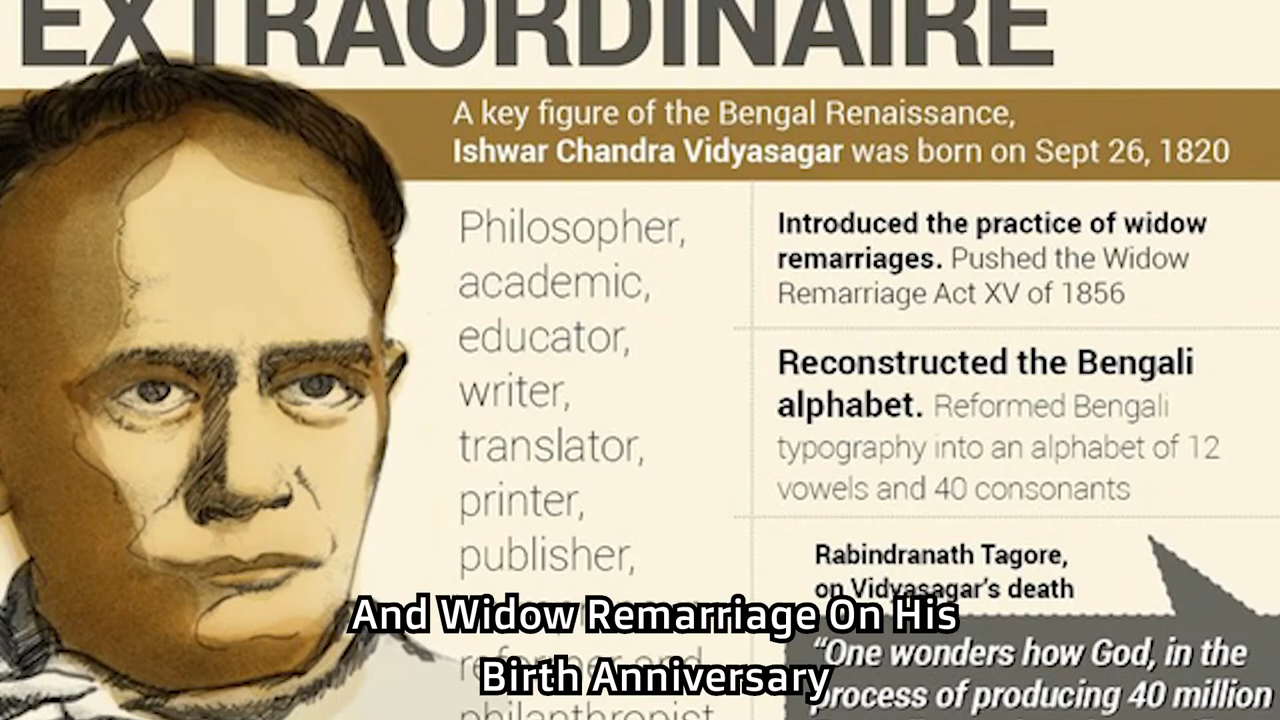 EXTRAORDINAIRE
A key figure of the Bengal Renaissance,
Ishwar Chandra Vidyasagar was born on Sept 26, 1820
Philosopher,
academic,
educator,
writer,
translator,
printer,
publisher,
reformer and
philanthropist
Introduced the practice of widow
remarriages. Pushed the Widow
Remarriage Act XV of 1856
Reconstructed the Bengali
alphabet. Reformed Bengali
typography into an alphabet of 12
vowels and 40 consonants
Rabindranath Tagore,
on Vidyasagar's death
“One wonders how God, in the
process of producing 40 million
And Widow Remarriage On His
Birth Anniversary